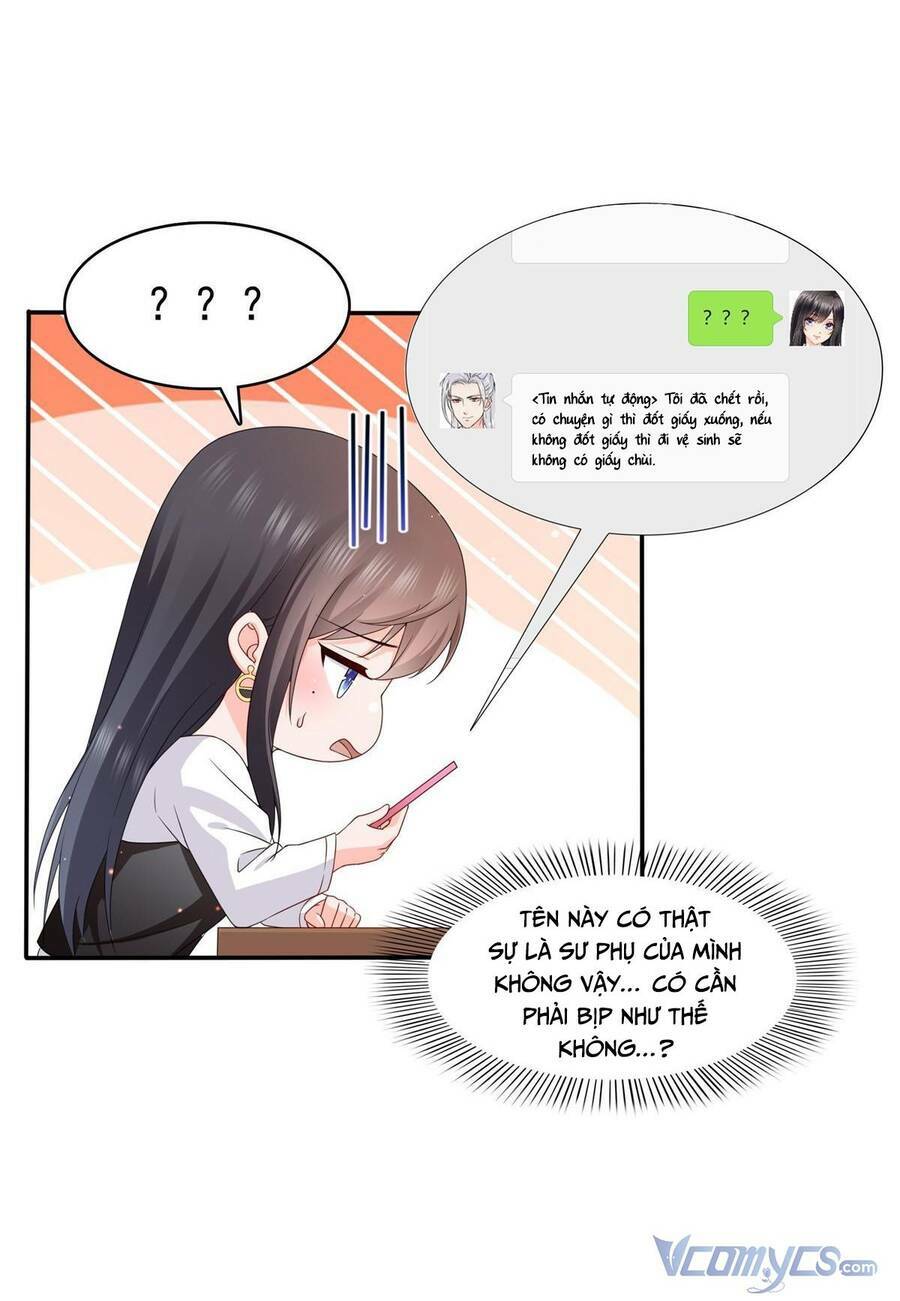 ? ? ?
? ? ?
<Tin nhắn tự động> Tôi đã chết rồi,
có chuyện gì thì đốt giấy xuống, nếu
không đốt giấy thì đi vệ sinh sẽ
không có giấy chùi.
TÊN NÀY CÓ THẬT
SỰ LÀ SƯ PHỤ CỦA MÌNH
KHÔNG VẬY... CÓ CẦN
PHẢI BỊP NHƯ THẾ
KHÔNG...?
VCOMYCS.com